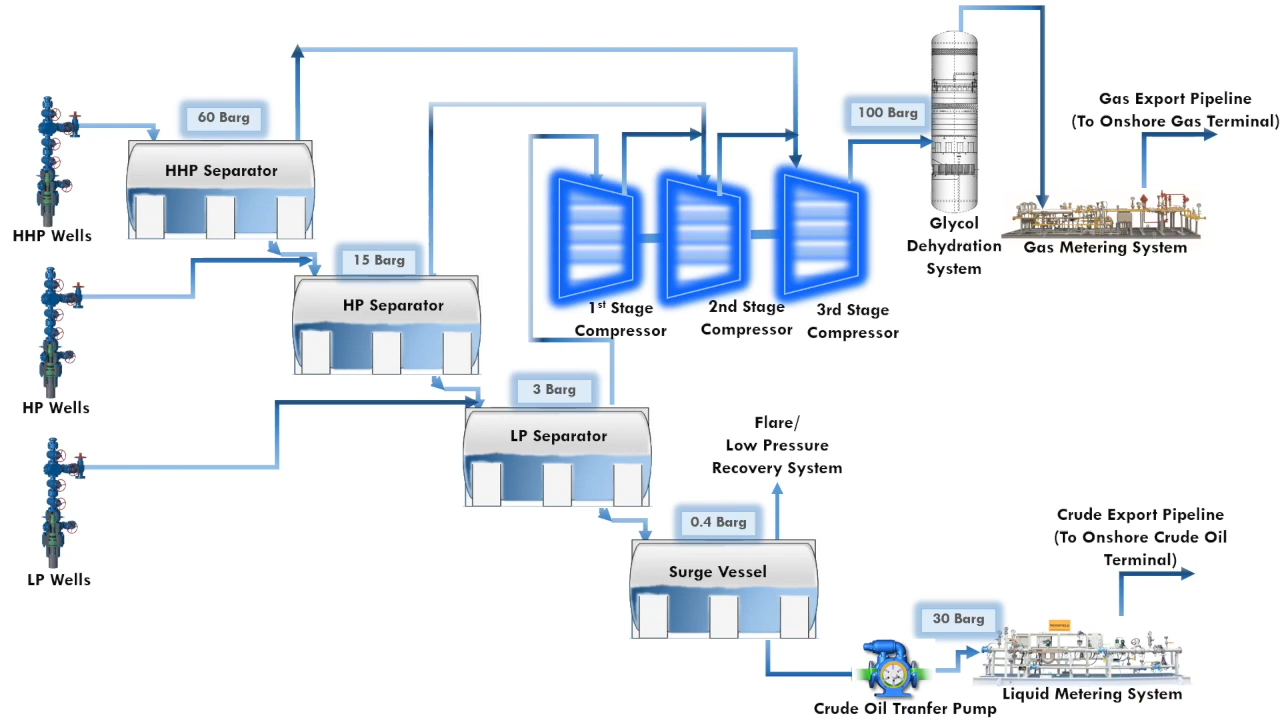 60 Barg
HHP Separator
HHP Wells
100 Barg
Gas Export Pipeline
(To Onshore Gas Terminal)
Glycol
Dehydration
System
Gas Metering System
15 Barg
HP Separator
HP Wells
1st Stage
Compressor
2nd Stage
Compressor
3rd Stage
Compressor
3 Barg
LP Separator
LP Wells
Flare/
Low Pressure
Recovery System
0.4 Barg
Surge Vessel
Crude Export Pipeline
(To Onshore Crude Oil
Terminal)
30 Barg
Crude Oil Tranfer Pump
Liquid Metering System